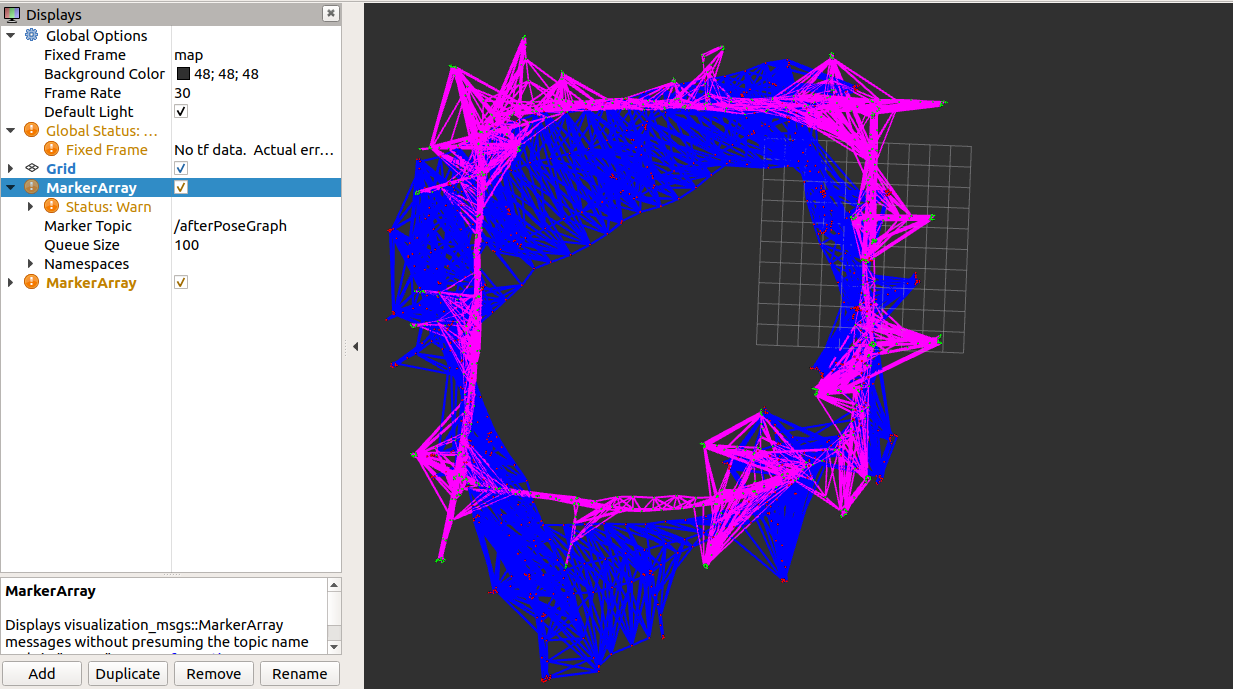 Displays
Global Options
Fixed Frame map
Background Color 48; 48; 48
Frame Rate 30
Default Light
Global Status: ...
Fixed Frame No tf data. Actual err...
Grid
MarkerArray
Status: Warn
Marker Topic /afterPoseGraph
Queue Size 100
Namespaces
MarkerArray
MarkerArray
Displays visualization_msgs::MarkerArray
messages without presuming the topic name
Add Duplicate Remove Rename